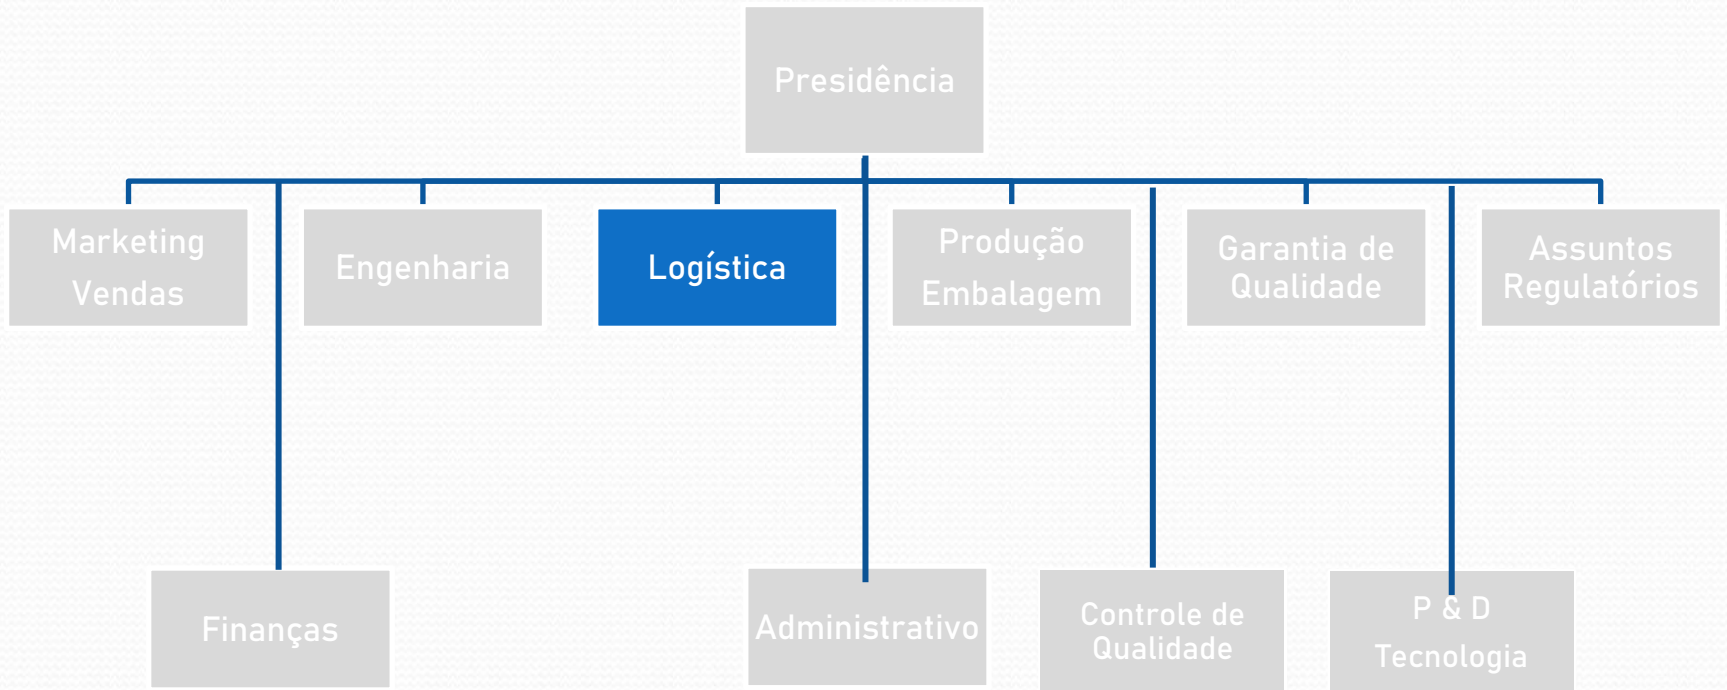 Presidência
Marketing
Vendas
Engenharia
Logística
Produção
Embalagem
Garantia de
Qualidade
Assuntos
Regulatórios
Finanças
Administrativo
Controle de
Qualidade
P & D
Tecnologia